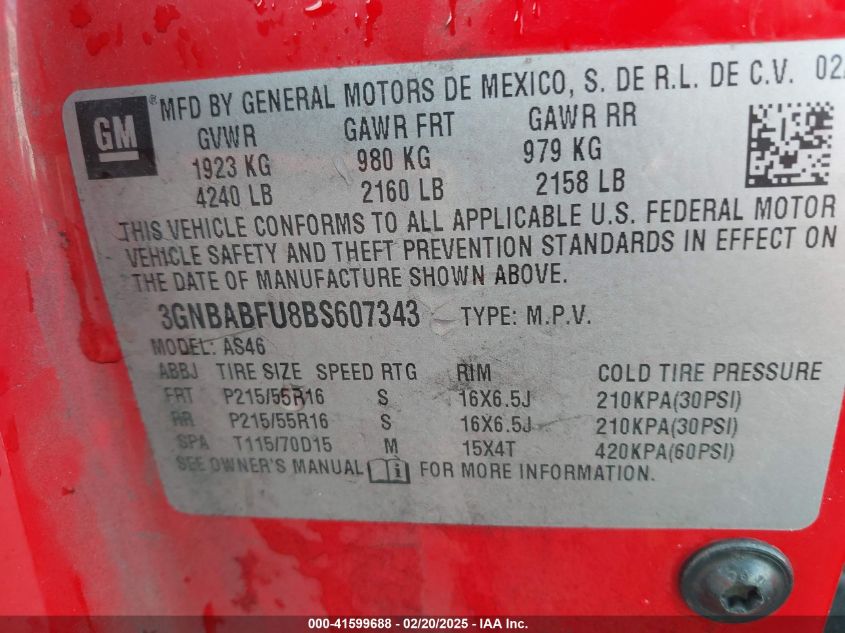 GM ® MFD BY GENERAL MOTORS DE MEXICO, S. DE R.L. DE C.V. 02
GVWR GAWR FRT GAWR RR
1923 KG 980 KG 979 KG
4240 LB 2160 LB 2158 LB
THIS VEHICLE CONFORMS TO ALL APPLICABLE U.S. FEDERAL MOTOR
VEHICLE SAFETY AND THEFT PREVENTION STANDARDS IN EFFECT ON
THE DATE OF MANUFACTURE SHOWN ABOVE.
3GNBABFU8BS607343 TYPE: M.P.V.
MODEL: AS46
ABBJ TIRE SIZE SPEED RTG RIM COLD TIRE PRESSURE
FRT P215/55R16 S 16X6.5J 210KPA(30PSI)
RR P215/55R16 S 16X6.5J 210KPA(30PSI)
SPA T115/70D15 M 15X4T 420KPA(60PSI)
SEE OWNER'S MANUAL FOR MORE INFORMATION.
000-41599688 - 02/20/2025 - IAA Inc.